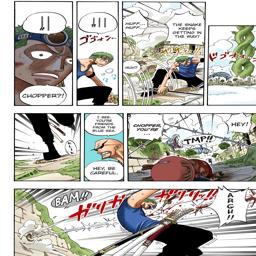 THE SNAKE
KEEPS
GETTING IN
THE WAY!
HUFF...
HUFF...
CHOPPER?!
HEY!
CHOPPER,
YOU'RE...
TMP!!
I SEE.
YOU'RE
FRIENDS
FROM THE
BLUE SEA.
HEY, BE
CAREFUL.
ARGH!!
BAM!!